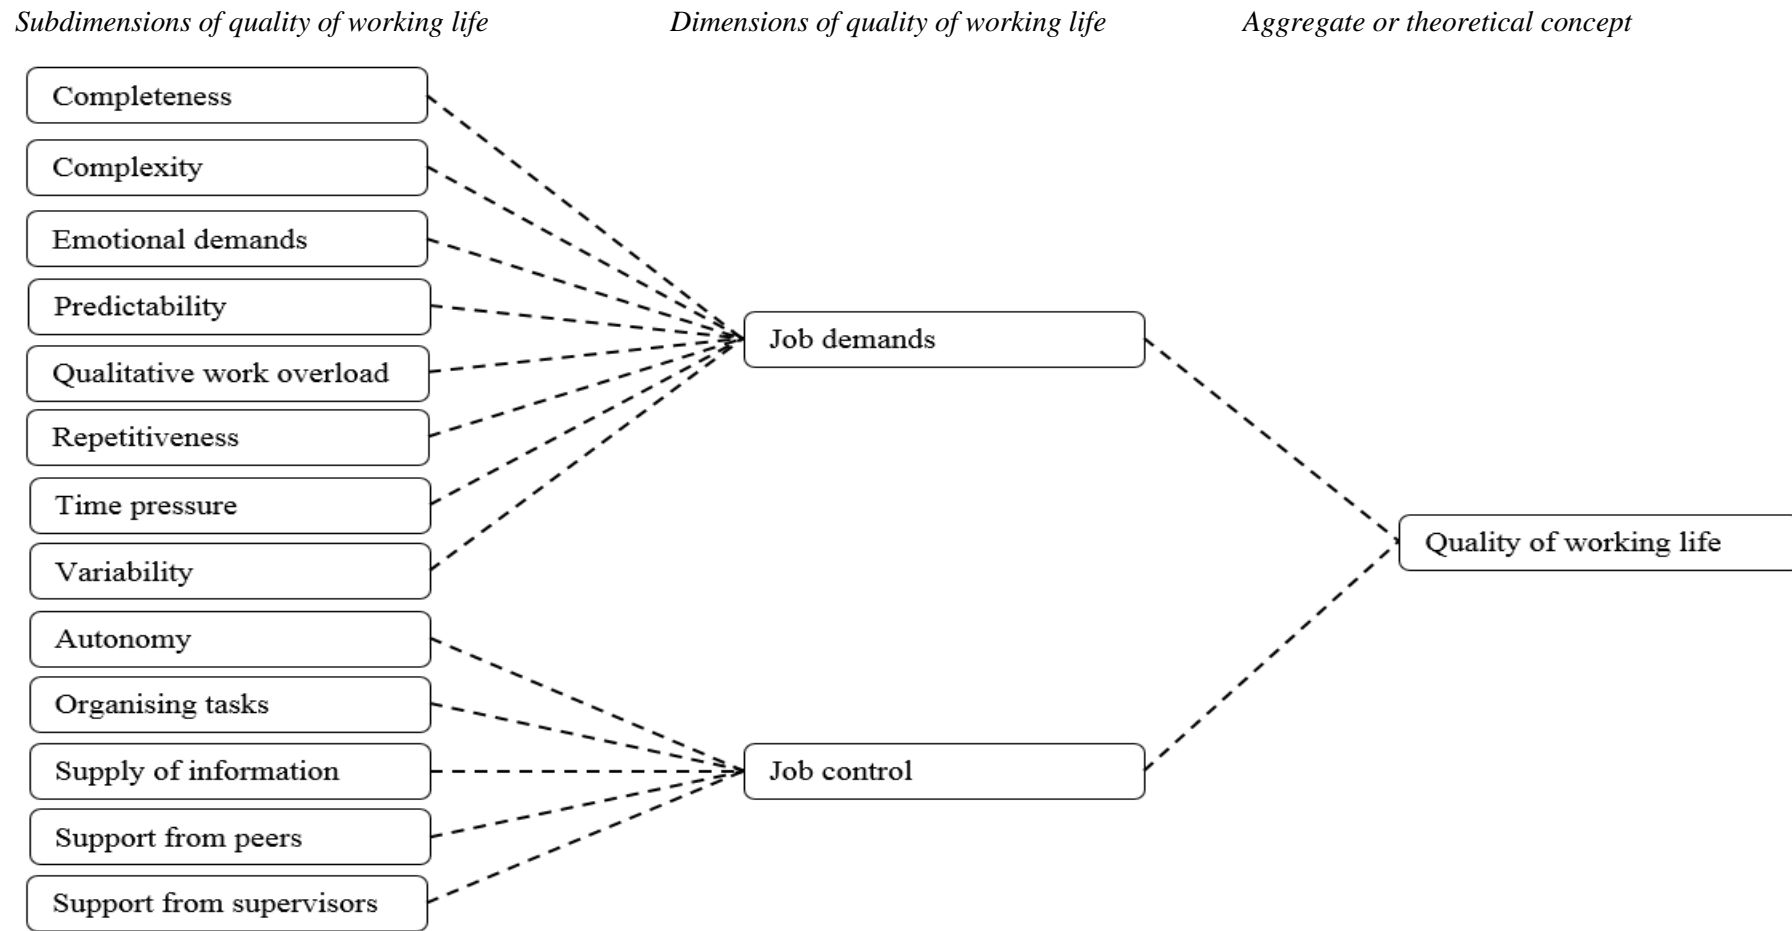 Subdimensions of quality of working life
Dimensions of quality of working life
Aggregate or theoretical concept
Completeness
Complexity
Emotional demands
Predictability
Qualitative work overload
Repetitiveness
Time pressure
Variability
Autonomy
Organising tasks
Supply of information
Support from peers
Support from supervisors
Job demands
Job control
Quality of working life